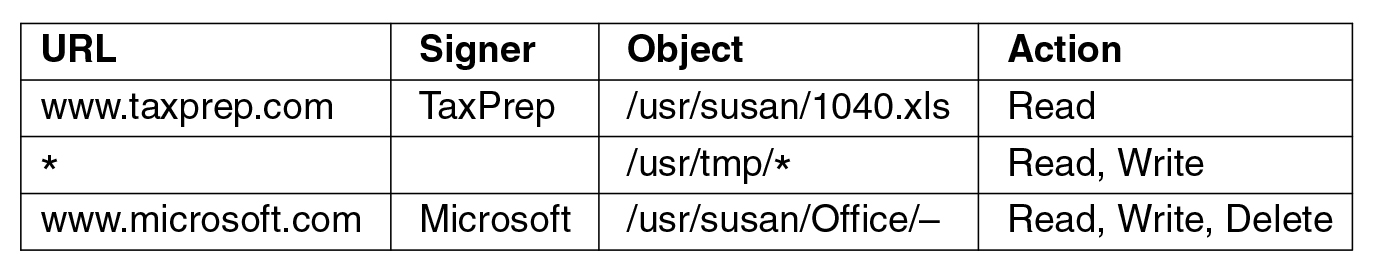 URL Signer Object Action
www.taxprep.com TaxPrep /usr/susan/1040.xls Read
* /usr/tmp/* Read, Write
www.microsoft.com Microsoft /usr/susan/Office/– Read, Write, Delete